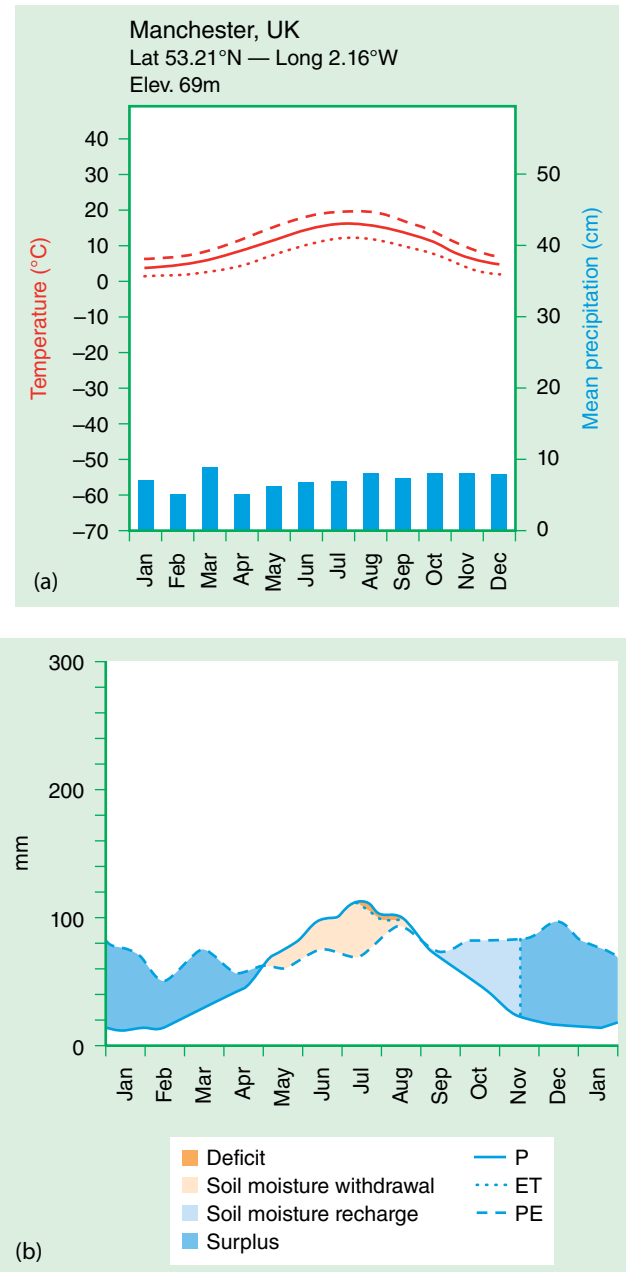 Manchester, UK
Lat 53.21°N — Long 2.16°W
Elev. 69m
Temperature (°C)
40
30
20
10
0
–10
–20
–30
–40
–50
–60
–70
50
40
30
20
10
0
Mean precipitation (cm)
Jan
Feb
Mar
Apr
May
Jun
Jul
Aug
Sep
Oct
Nov
Dec
(a)
mm
300
200
100
0
Jan
Feb
Mar
Apr
May
Jun
Jul
Aug
Sep
Oct
Nov
Dec
Jan
Deficit
Soil moisture withdrawal
Soil moisture recharge
Surplus
P
ET
PE
(b)